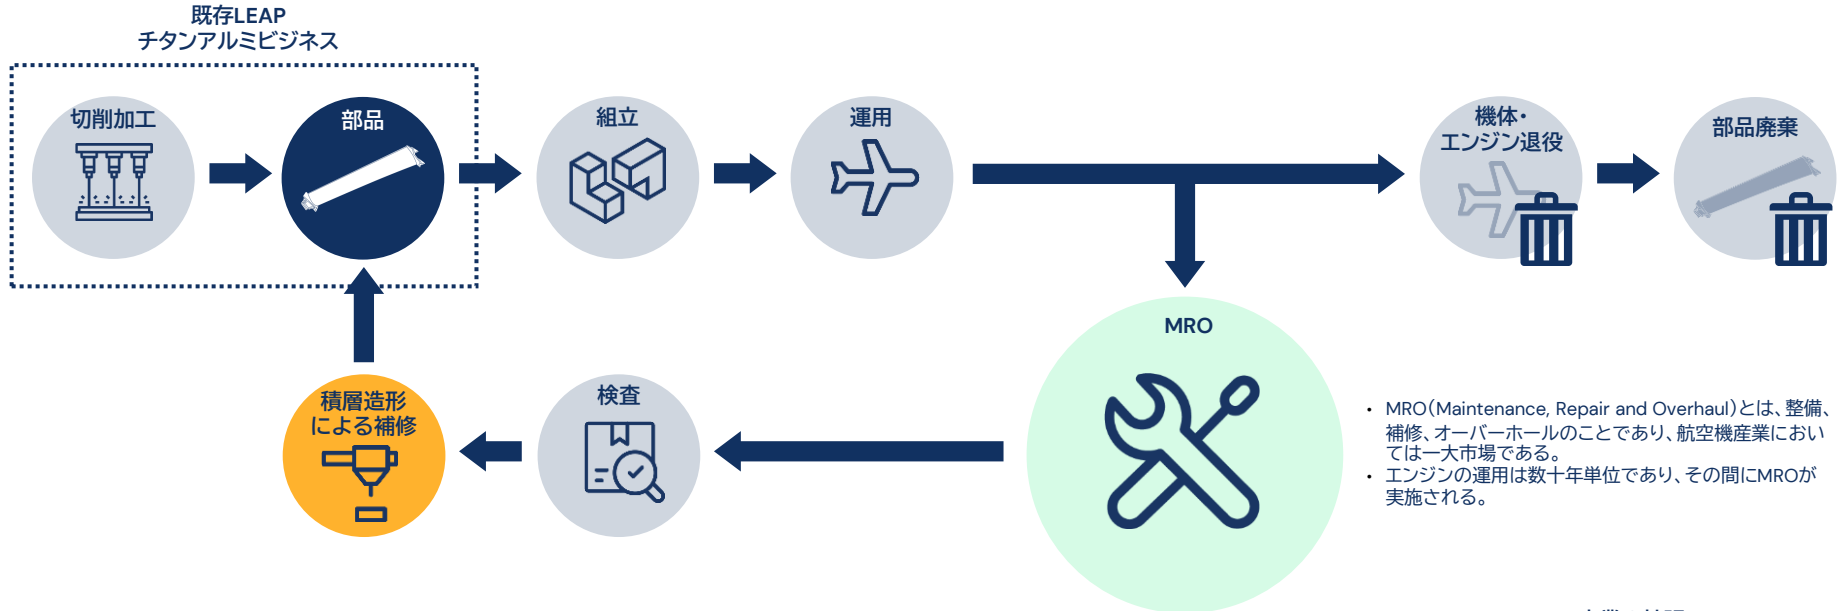 既存LEAP
チタンアルミビジネス
切削加工
部品
組立
運用
機体・
エンジン退役
部品廃棄
MRO
積層造形
による補修
検査
・ MRO(Maintenance, Repair and Overhaul)とは、整備、
補修、オーバーホールのことであり、航空機産業におい
ては一大市場である。
・ エンジンの運用は数十年単位であり、その間にMROが
実施される。